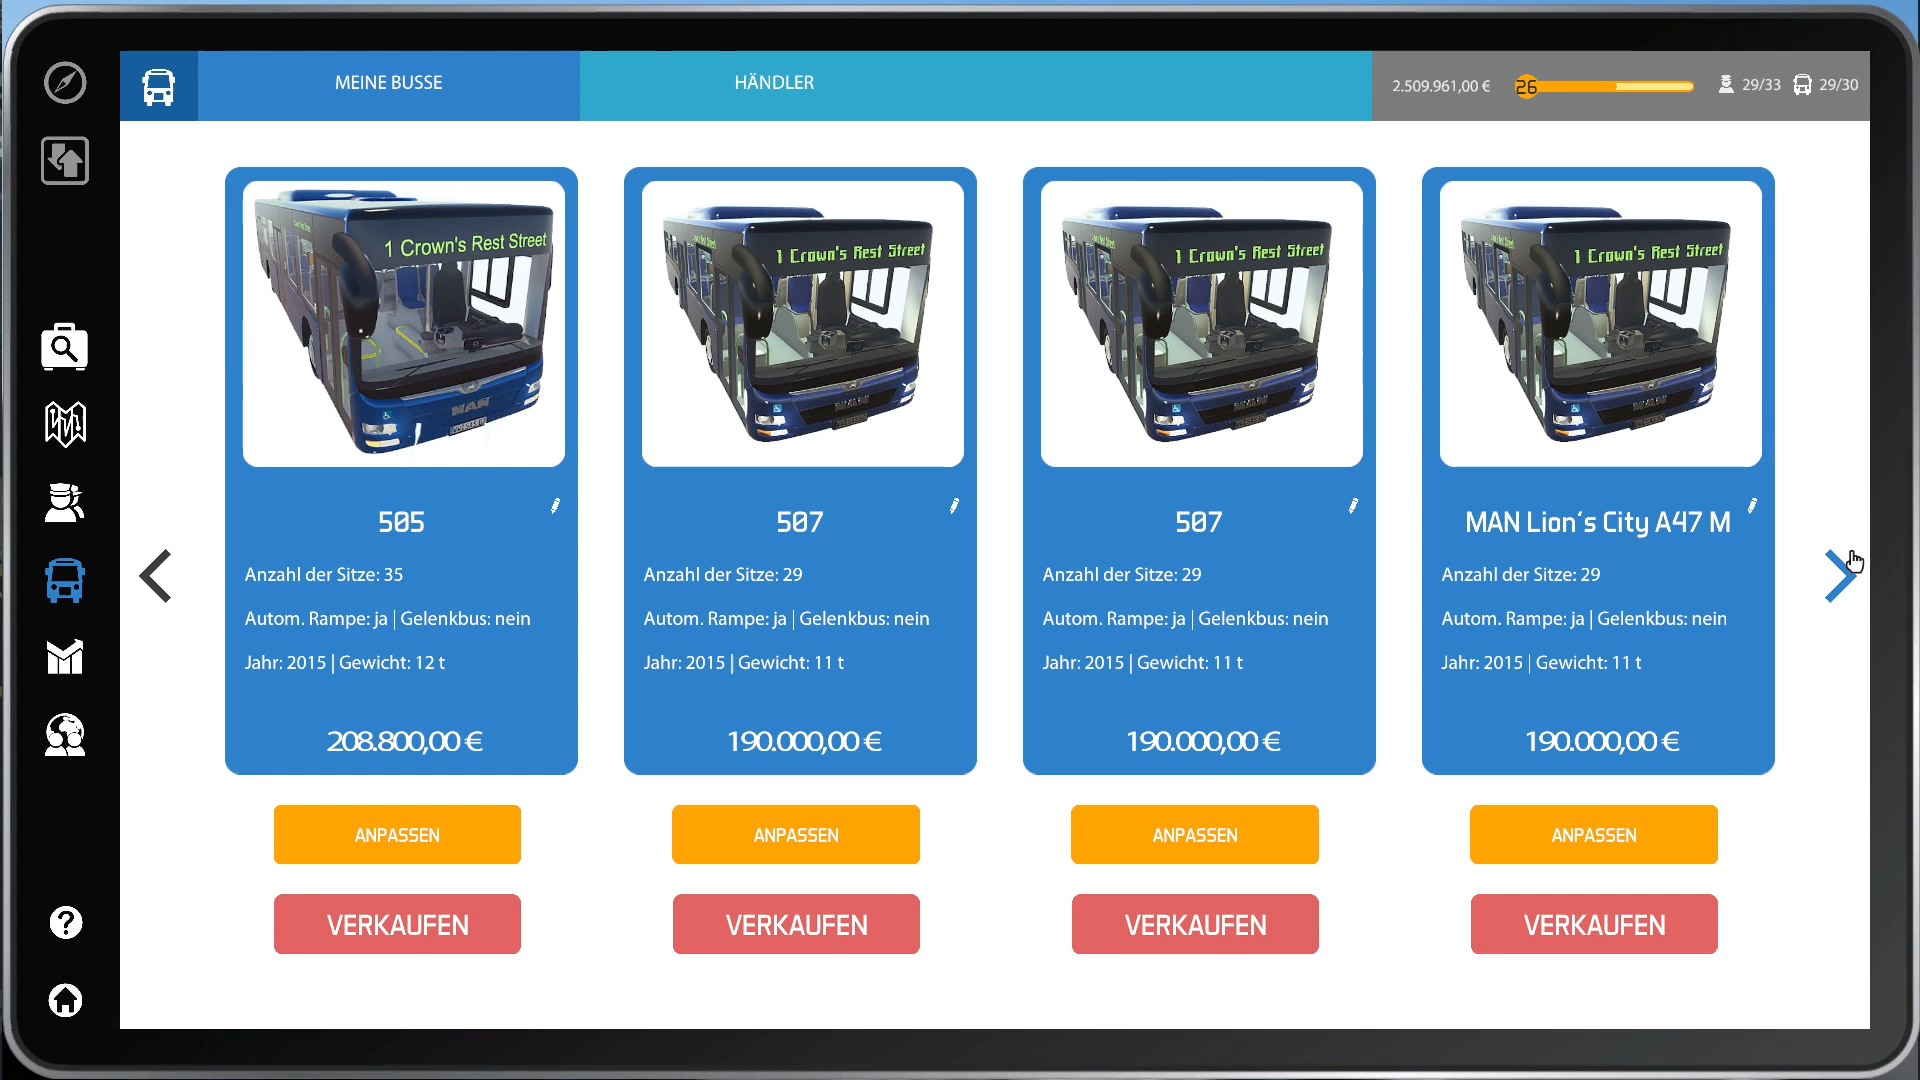 MEINE BUSSE
HÄNDLER
2.509.961,00 €
26
29/33
29/30
1 Crown's Rest Street
MAN
1 Crown's Rest Street
1 Crown's Rest Street
1 Crown's Rest Street
505
507
507
MAN Lion's City A47 M
Anzahl der Sitze: 35
Anzahl der Sitze: 29
Anzahl der Sitze: 29
Anzahl der Sitze: 29
Autom. Rampe: ja | Gelenkbus: nein
Autom. Rampe: ja | Gelenkbus: nein
Autom. Rampe: ja | Gelenkbus: nein
Autom. Rampe: ja | Gelenkbus: nein
Jahr: 2015 | Gewicht: 12 t
Jahr: 2015 | Gewicht: 11 t
Jahr: 2015 | Gewicht: 11 t
Jahr: 2015 | Gewicht: 11 t
208.800,00 €
190.000,00 €
190.000,00 €
190.000,00 €
ANPASSEN
ANPASSEN
ANPASSEN
ANPASSEN
VERKAUFEN
VERKAUFEN
VERKAUFEN
VERKAUFEN